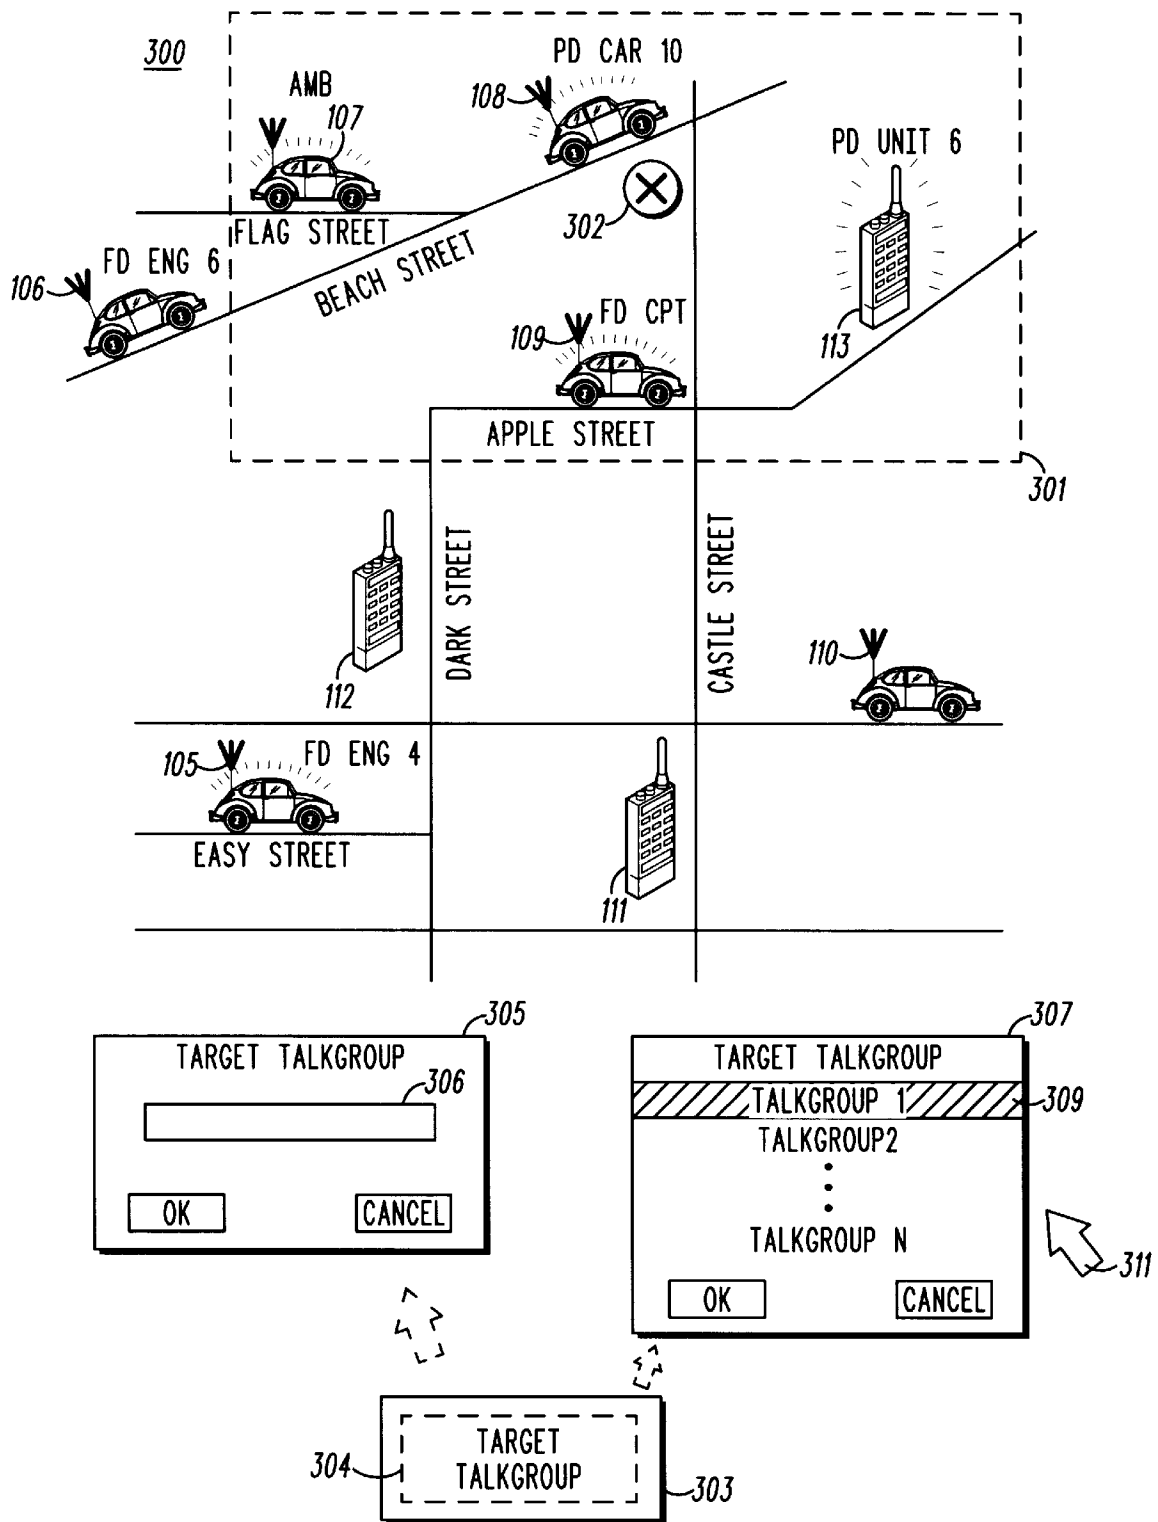 300
PD CAR 10
AMB
108
107
PD UNIT 6
302
FLAG STREET
FD ENG 6
106
BEACH STREET
109
FD CPT
113
APPLE STREET
301
DARK STREET
CASTLE STREET
112
110
105
FD ENG 4
EASY STREET
111
305
TARGET TALKGROUP
306
OK
CANCEL
307
TARGET TALKGROUP
TALKGROUP 1
309
TALKGROUP2
TALKGROUP N
OK
CANCEL
311
TARGET
TALKGROUP
304
303